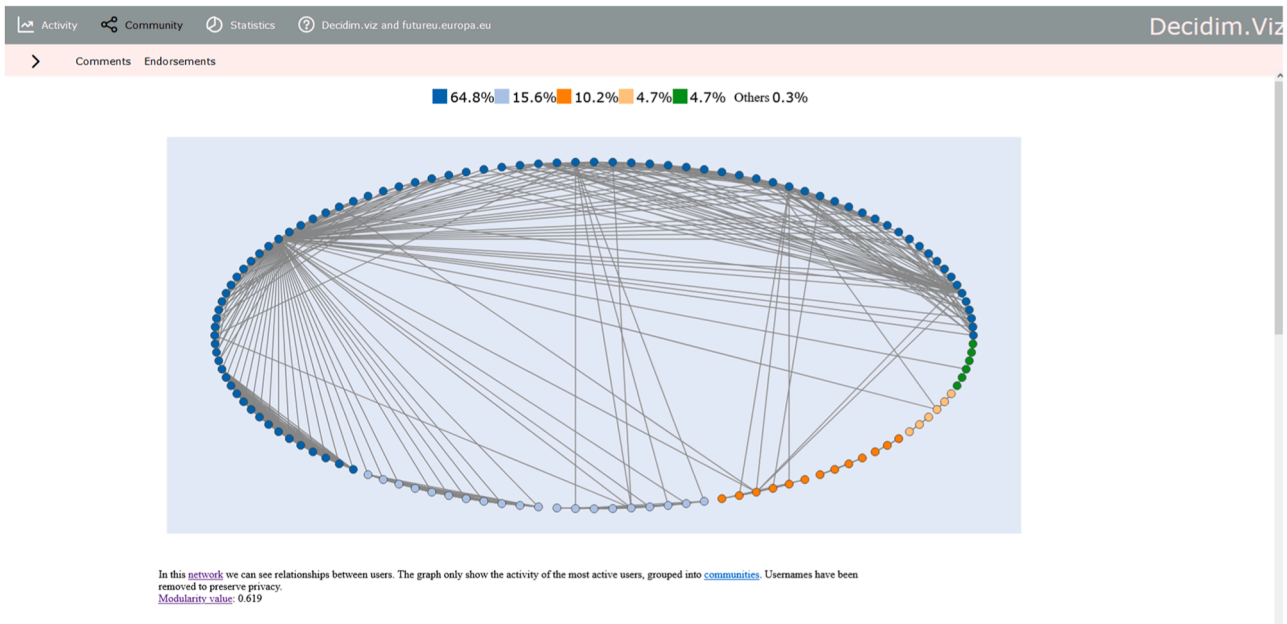 Activity Community Statistics Decidim.viz and futureu.europa.eu Decidim.Viz
Comments Endorsements
64.8% 15.6% 10.2% 4.7% 4.7% Others 0.3%
In this network we can see relationships between users. The graph only show the activity of the most active users, grouped into communities. Usernames have been
removed to preserve privacy.
Modularity value: 0.619